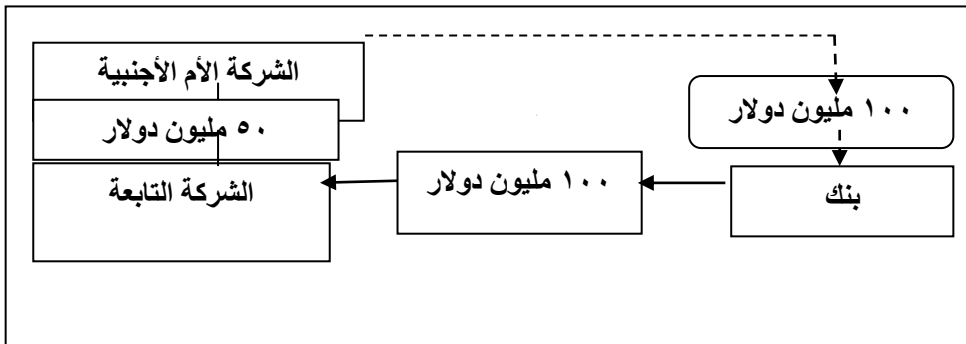 الشركة الأم الأجنبية
١٠٠ مليون دولار
٥٠ مليون دولار
١٠٠ مليون دولار
الشركة التابعة
بنك